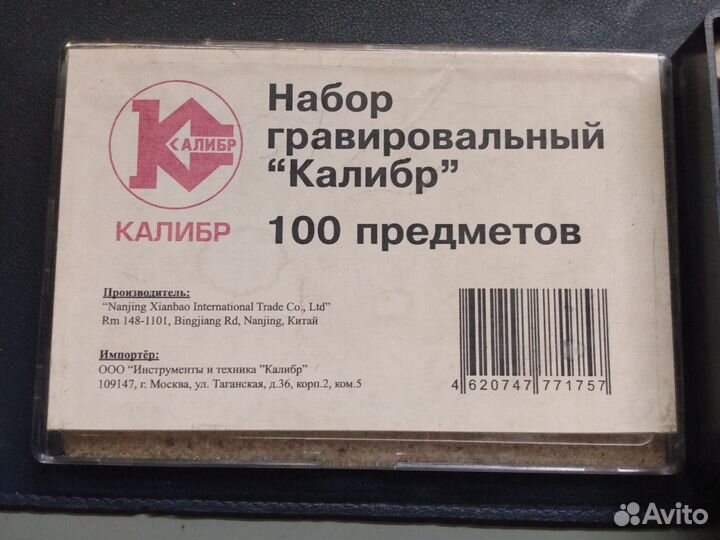 КАЛИБР
КАЛИБР
Набор
гравировальный
“Калибр”
100 предметов
Производитель:
“Nanjing Xianbao International Trade Co., Ltd”
Rm 148-1101, Bingjiang Rd, Nanjing, Китай
Импортёр:
ООО “Инструменты и техника "Калибр”
109147, г. Москва, ул. Таганская, д.36, корп.2, ком.5
4 620747 771757
Avito